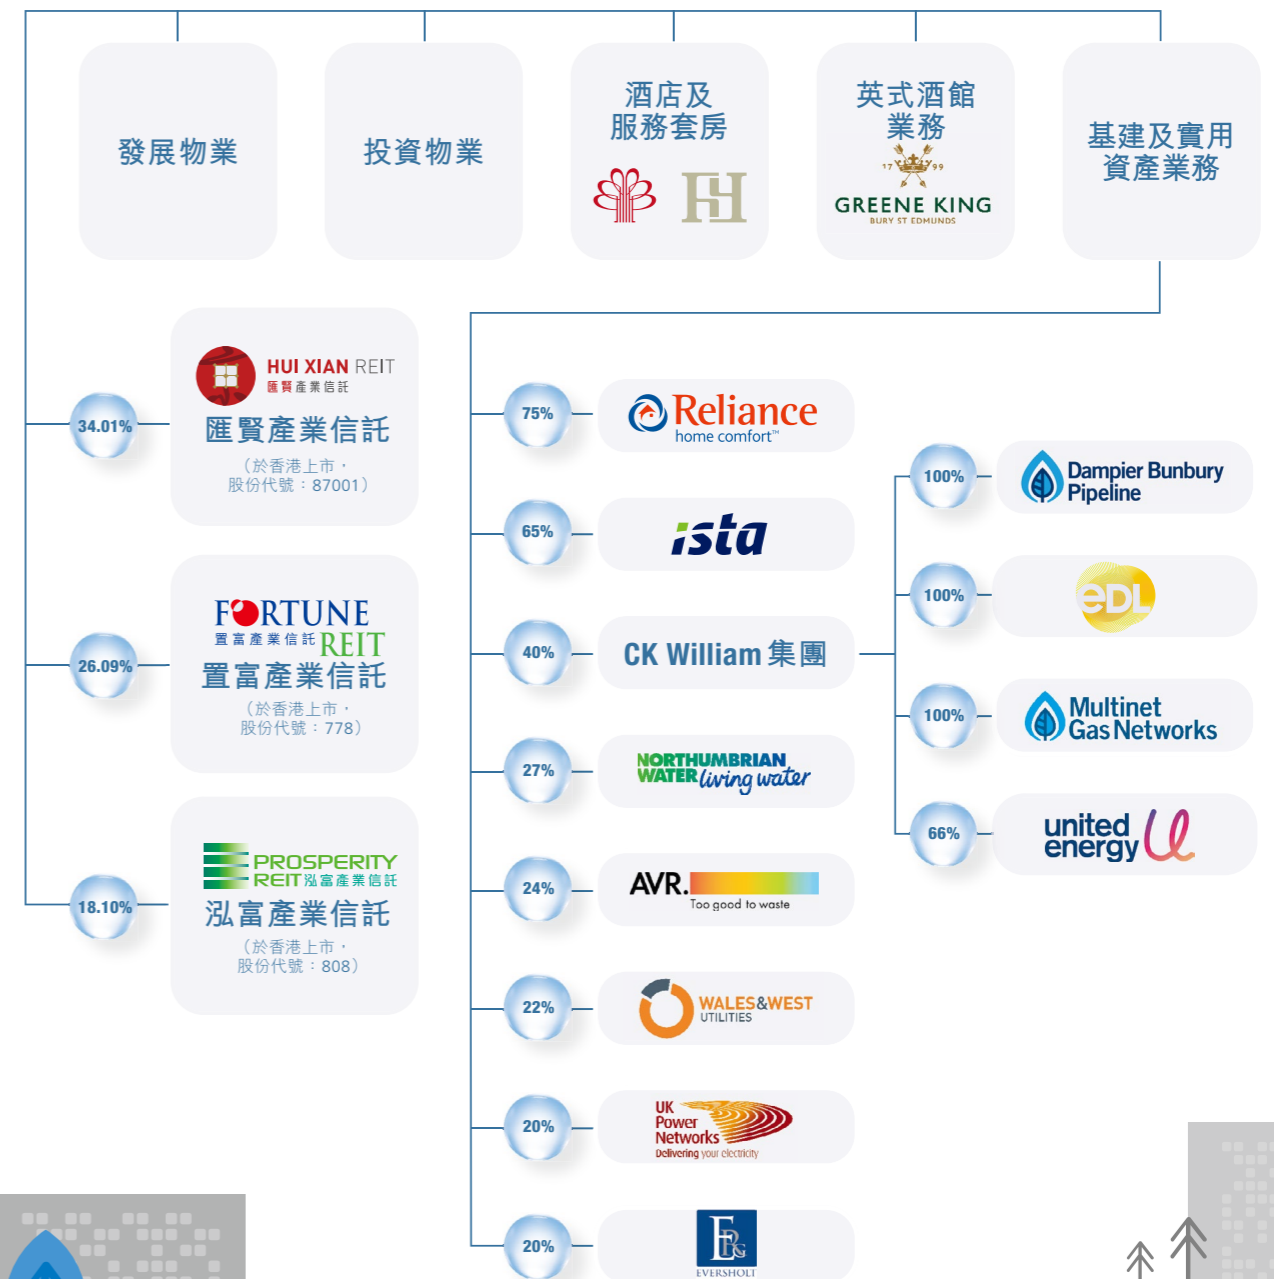 發展物業
投資物業
酒店及
服務套房
英式酒館
業務
17 99
GREENE KING
BURY ST EDMUNDS
基建及實用
資產業務
34.01%
HUI XIAN REIT
匯賢產業信託
匯賢產業信託
（於香港上市，
股份代號：87001）
26.09%
FORTUNE
置富產業信託 REIT
置富產業信託
（於香港上市，
股份代號：778）
18.10%
PROSPERITY
REIT 泓富產業信託
泓富產業信託
（於香港上市，
股份代號：808）
75%
Reliance
home comfort™
65%
ista
40%
CK William 集團
27%
NORTHUMBRIAN
WATER living water
24%
AVR.
Too good to waste
22%
WALES&WEST
UTILITIES
20%
UK
Power
Networks
Delivering your electricity
20%
ERG
EVERSHOLT
100%
Dampier Bunbury
Pipeline
100%
eDL
100%
Multinet
Gas Networks
66%
united
energy